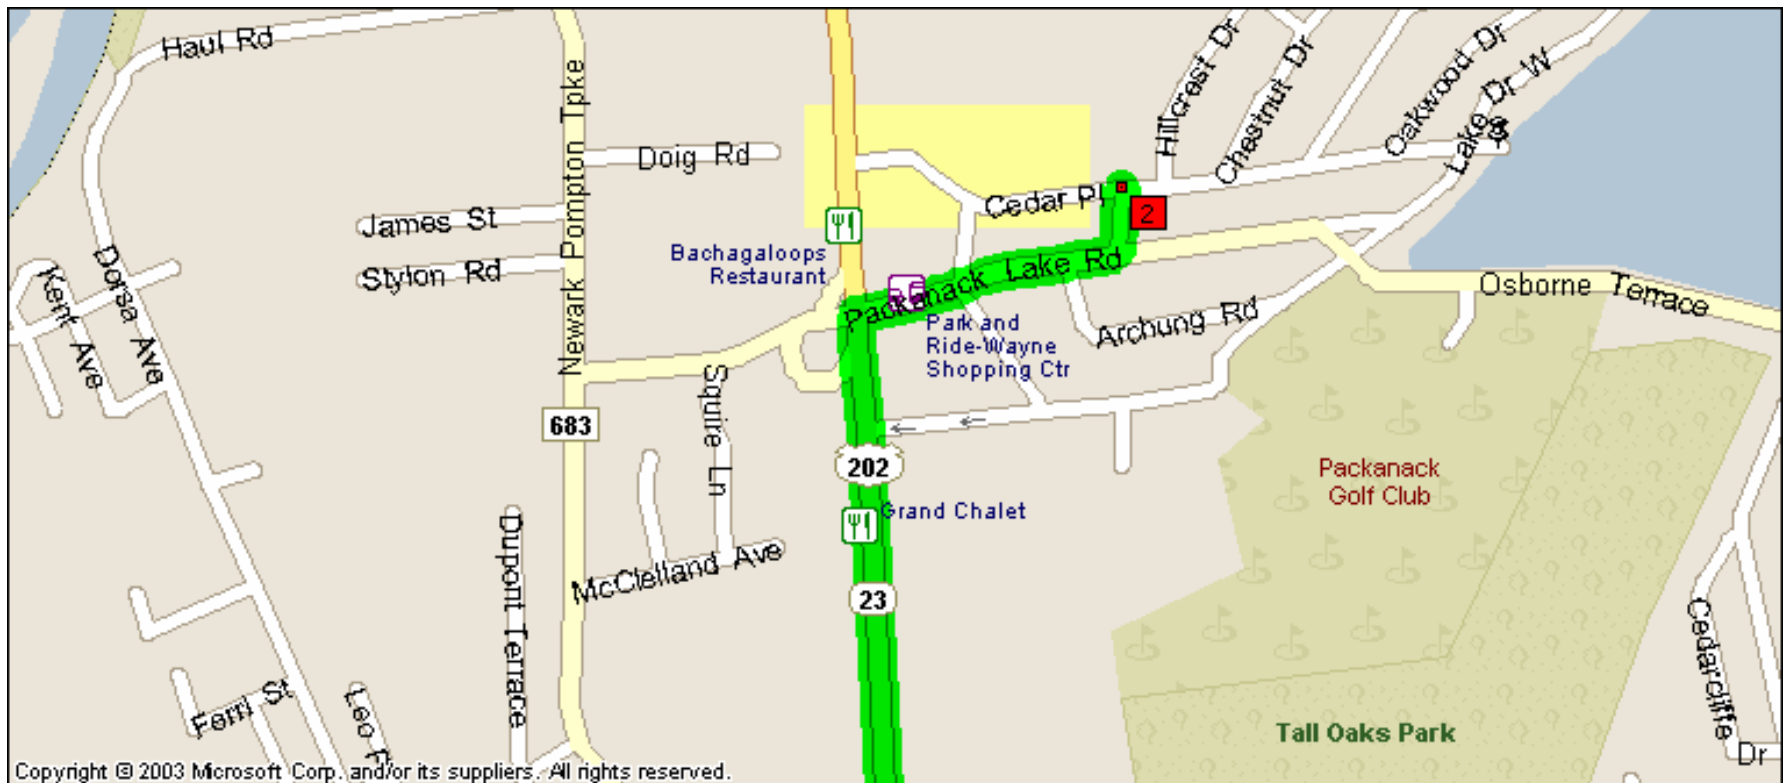 Haul Rd
Newark Pompton Tpke
Doig Rd
James St
Stylon Rd
Kent Ave
Dorsa Ave
Hillcrest Dr
Chestnut Dr
Oakwood Dr
Lake Dr W
Cedar Pl
2
Bachagaloops
Restaurant
Packanack Lake Rd
Osborne Terrace
Park and
Ride-Wayne
Shopping Ctr
Archung Rd
Squire Ln
683
202
Packanack
Golf Club
Grand Chalet
Dupont Terrace
McClelland Ave
23
Cedarcliffe Dr
Ferri St
Leo P
Tall Oaks Park
Copyright © 2003 Microsoft Corp. and/or its suppliers. All rights reserved.